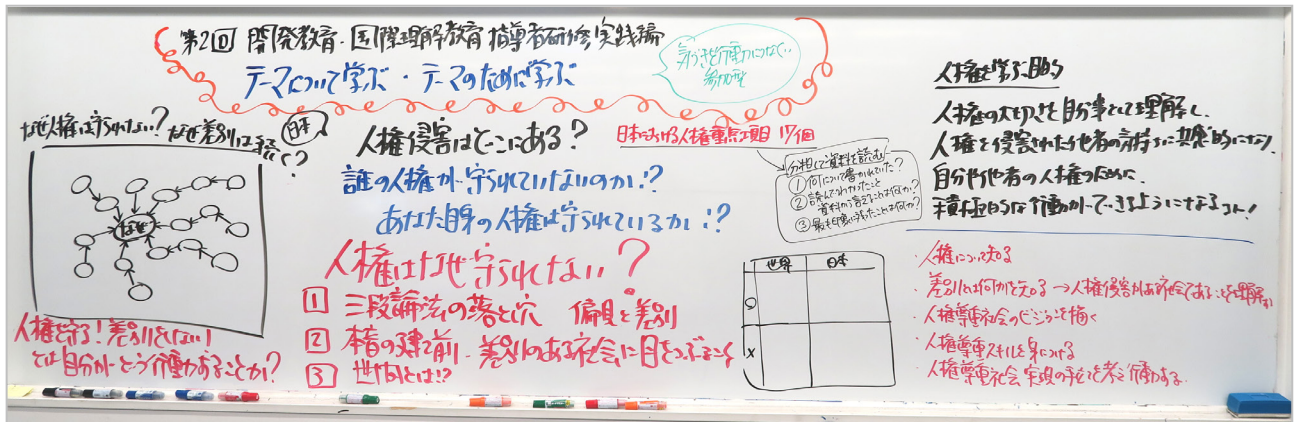 第2回 開発教育・国際理解教育 指導者研修実践編
テーマについて学ぶ・テーマのために学ぶ
気づきを行動につなぐ
参加型
なぜ人権は守られない? なぜ差別は続く?
日本
なぜ
人権を守る!差別をしない!
とは自分がどう行動することか?
人権侵害はどこにある?
誰の人権が守られていないのか!?
あなた自身の人権は守られているか!?
人権はなぜ守られない?
1 三段論法の落とし穴 偏見と差別
2 本音と建前・差別のある社会に目をつぶること
3 世間とは!?
日本における人権重点項目 17個
分担して資料を読む
① 何について書かれていた?
② 読んでわかったこと
資料から言えることは何か?
③ 最も印象に残ったことは何か?
世界 日本
○
×
人権を学ぶ目的
人権の大切さを自分事として理解し、
人権を侵害された他者の気持ちに共感的になり
自分や他者の人権のために、
積極的な行動ができるようになること!
・人権について知る
・差別とは何かを知る→人権侵害がある社会であることを理解する
・人権尊重社会のビジョンを描く
・人権尊重スキルを身につける
・人権尊重社会実現の手立てを考え行動する